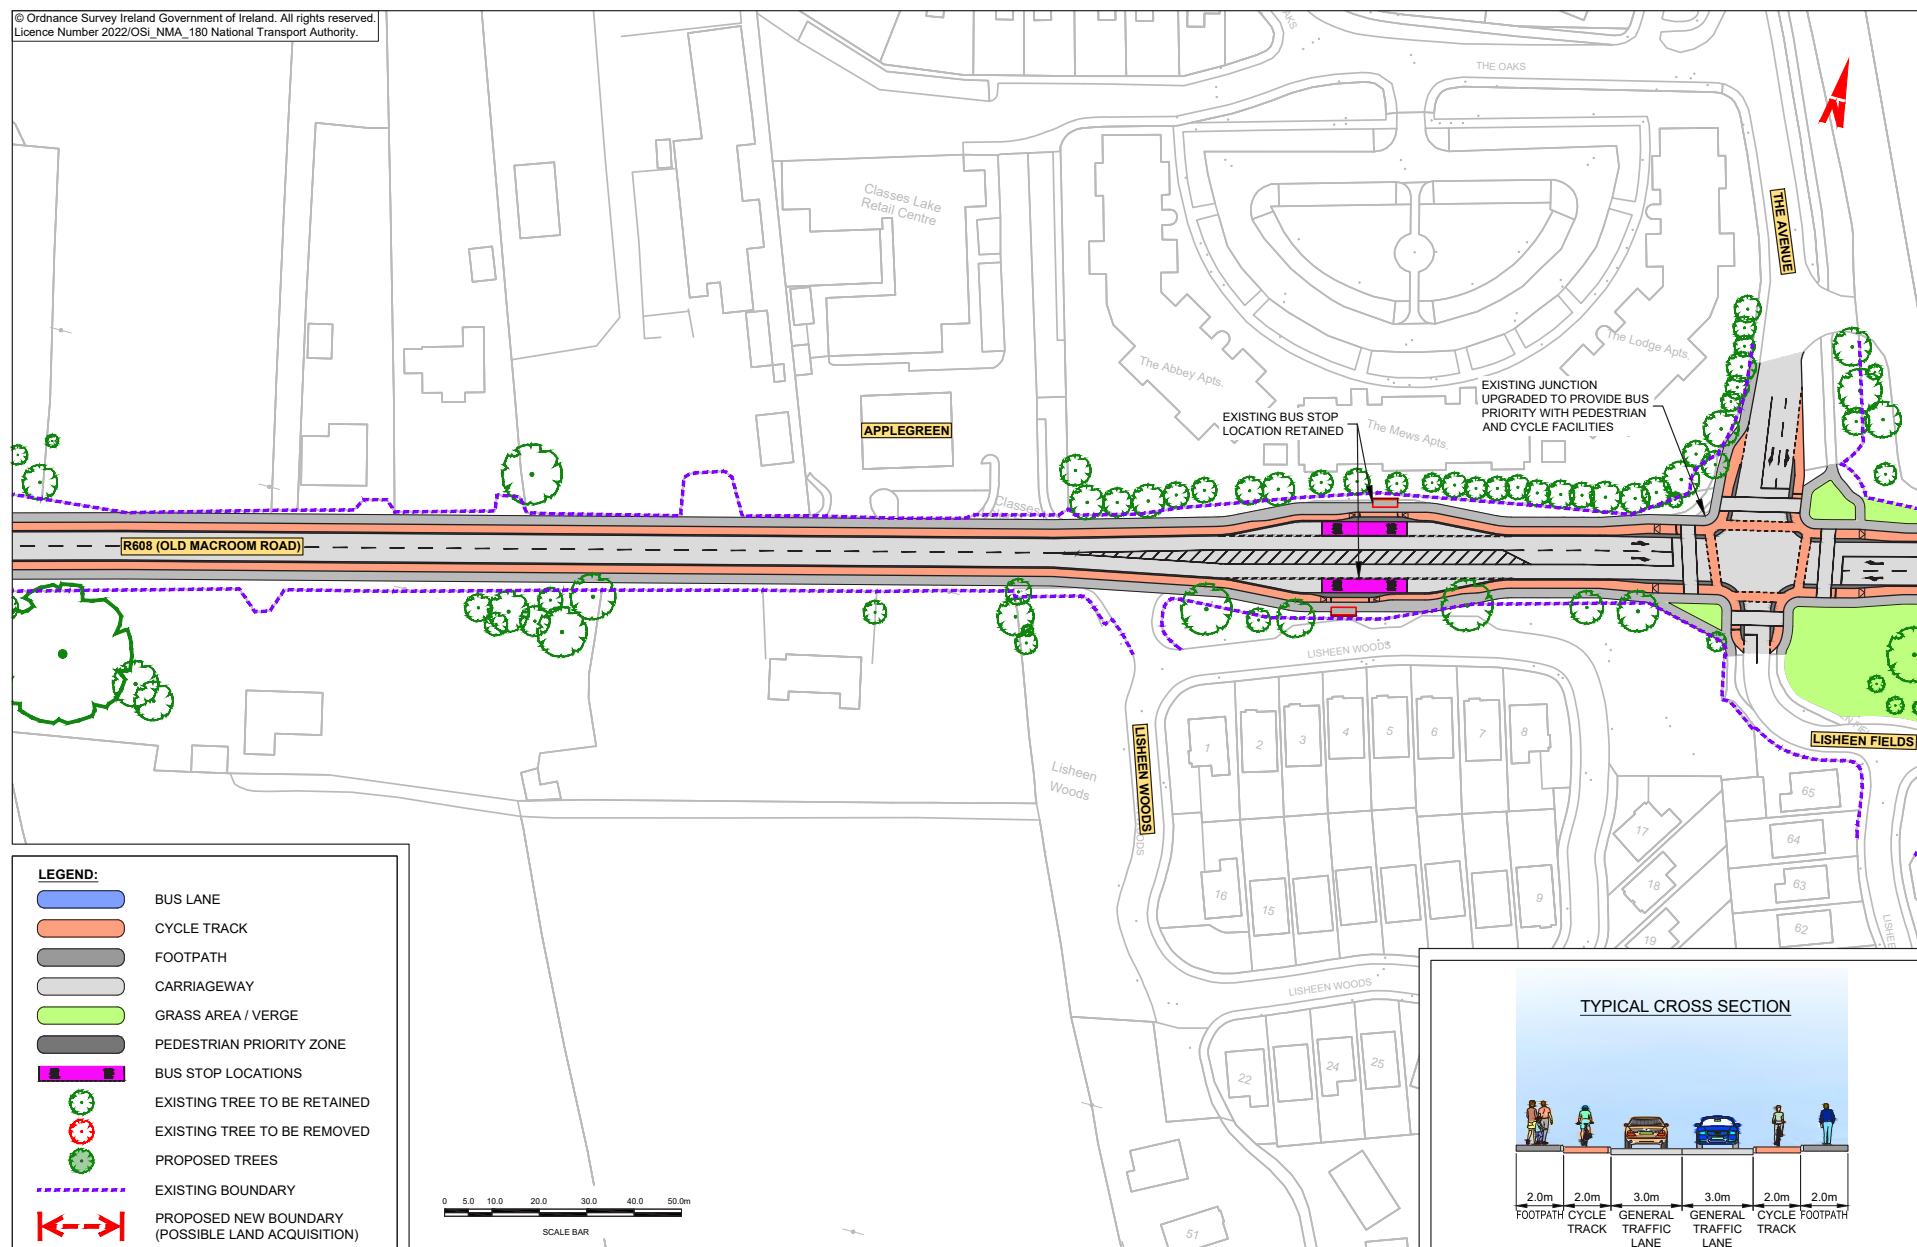 © Ordnance Survey Ireland Government of Ireland. All rights reserved.
Licence Number 2022/OSi_NMA_180 National Transport Authority.
THE OAKS
Classes Lake
Retail Centre
THE AVENUE
The Abbey Apts.
The Lodge Apts.
The Mews Apts.
EXISTING JUNCTION
UPGRADED TO PROVIDE BUS
PRIORITY WITH PEDESTRIAN
AND CYCLE FACILITIES
EXISTING BUS STOP
LOCATION RETAINED
APPLEGREEN
Classes
R608 (OLD MACROOM ROAD)
LISHEEN WOODS
LISHEEN WOODS
Lisheen
Woods
LISHEEN FIELDS
1
2
3
4
5
6
7
8
16
15
9
17
18
19
65
64
63
62
LISHEEN WOODS
22
24
25
51
LEGEND:
BUS LANE
CYCLE TRACK
FOOTPATH
CARRIAGEWAY
GRASS AREA / VERGE
PEDESTRIAN PRIORITY ZONE
BUS STOP LOCATIONS
EXISTING TREE TO BE RETAINED
EXISTING TREE TO BE REMOVED
PROPOSED TREES
EXISTING BOUNDARY
PROPOSED NEW BOUNDARY
(POSSIBLE LAND ACQUISITION)
0 5.0 10.0 20.0 30.0 40.0 50.0m
SCALE BAR
TYPICAL CROSS SECTION
2.0m 2.0m 3.0m 3.0m 2.0m 2.0m
FOOTPATH CYCLE TRACK GENERAL TRAFFIC LANE GENERAL TRAFFIC LANE CYCLE TRACK FOOTPATH